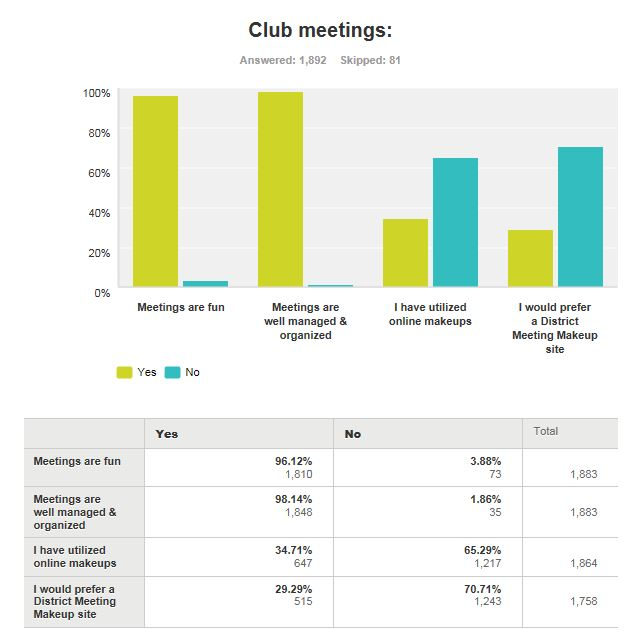 Club meetings:
Answered: 1,892 Skipped: 81
100%
80%
60%
40%
20%
0%
Meetings are fun
Meetings are
well managed &
organized
I have utilized
online makeups
I would prefer
a District
Meeting Makeup
site
Yes No
Yes No Total
Meetings are fun 96.12% 3.88%
1,810 73 1,883
Meetings are 98.14% 1.86%
well managed & 1,848 35 1,883
organized
I have utilized 34.71% 65.29%
online makeups 647 1,217 1,864
I would prefer a 29.29% 70.71%
District Meeting 515 1,243 1,758
Makeup site